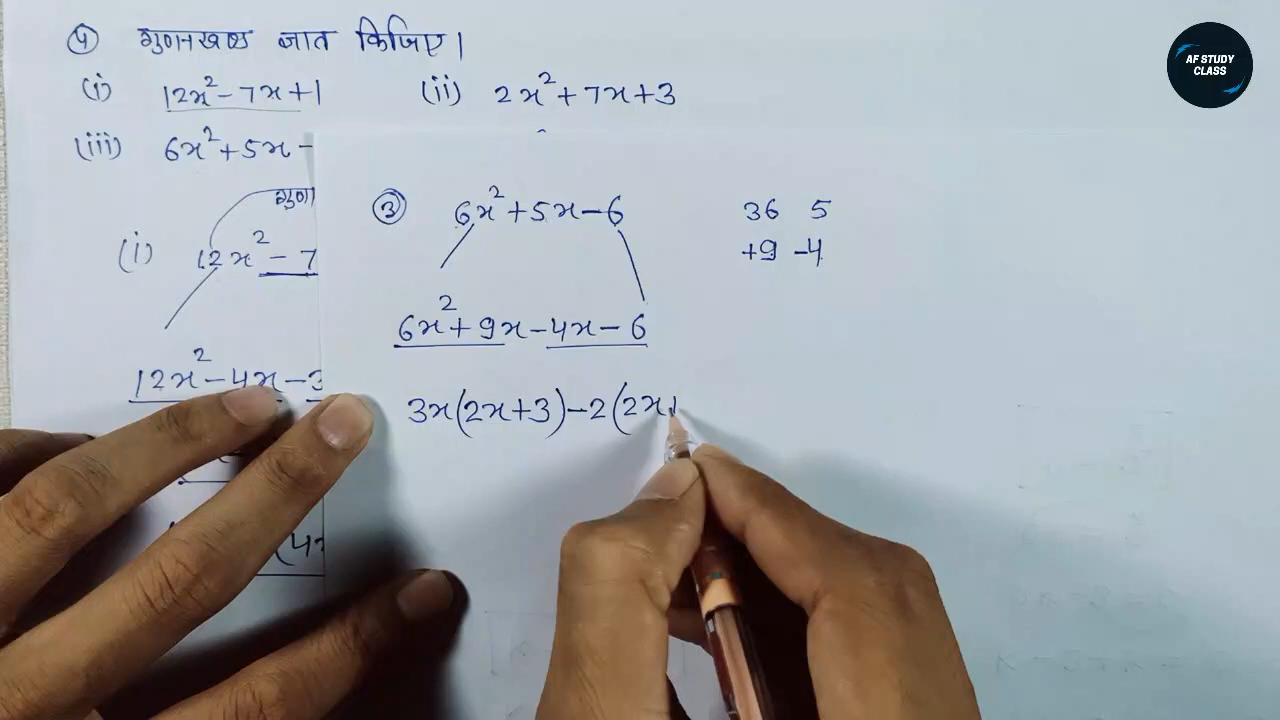 ④ गुणनखण्ड ज्ञात किजिए।
(i) 12x² - 7x + 1 (ii) 2x² + 7x + 3
(iii) 6x² + 5x -
गुणा
(i) 12x² - 7
12x² - 4x - 3
(4x
③ 6x² + 5x - 6 36 5
+9 -4
6x² + 9x - 4x - 6
3x(2x+3) - 2(2x+
AF STUDY
CLASS